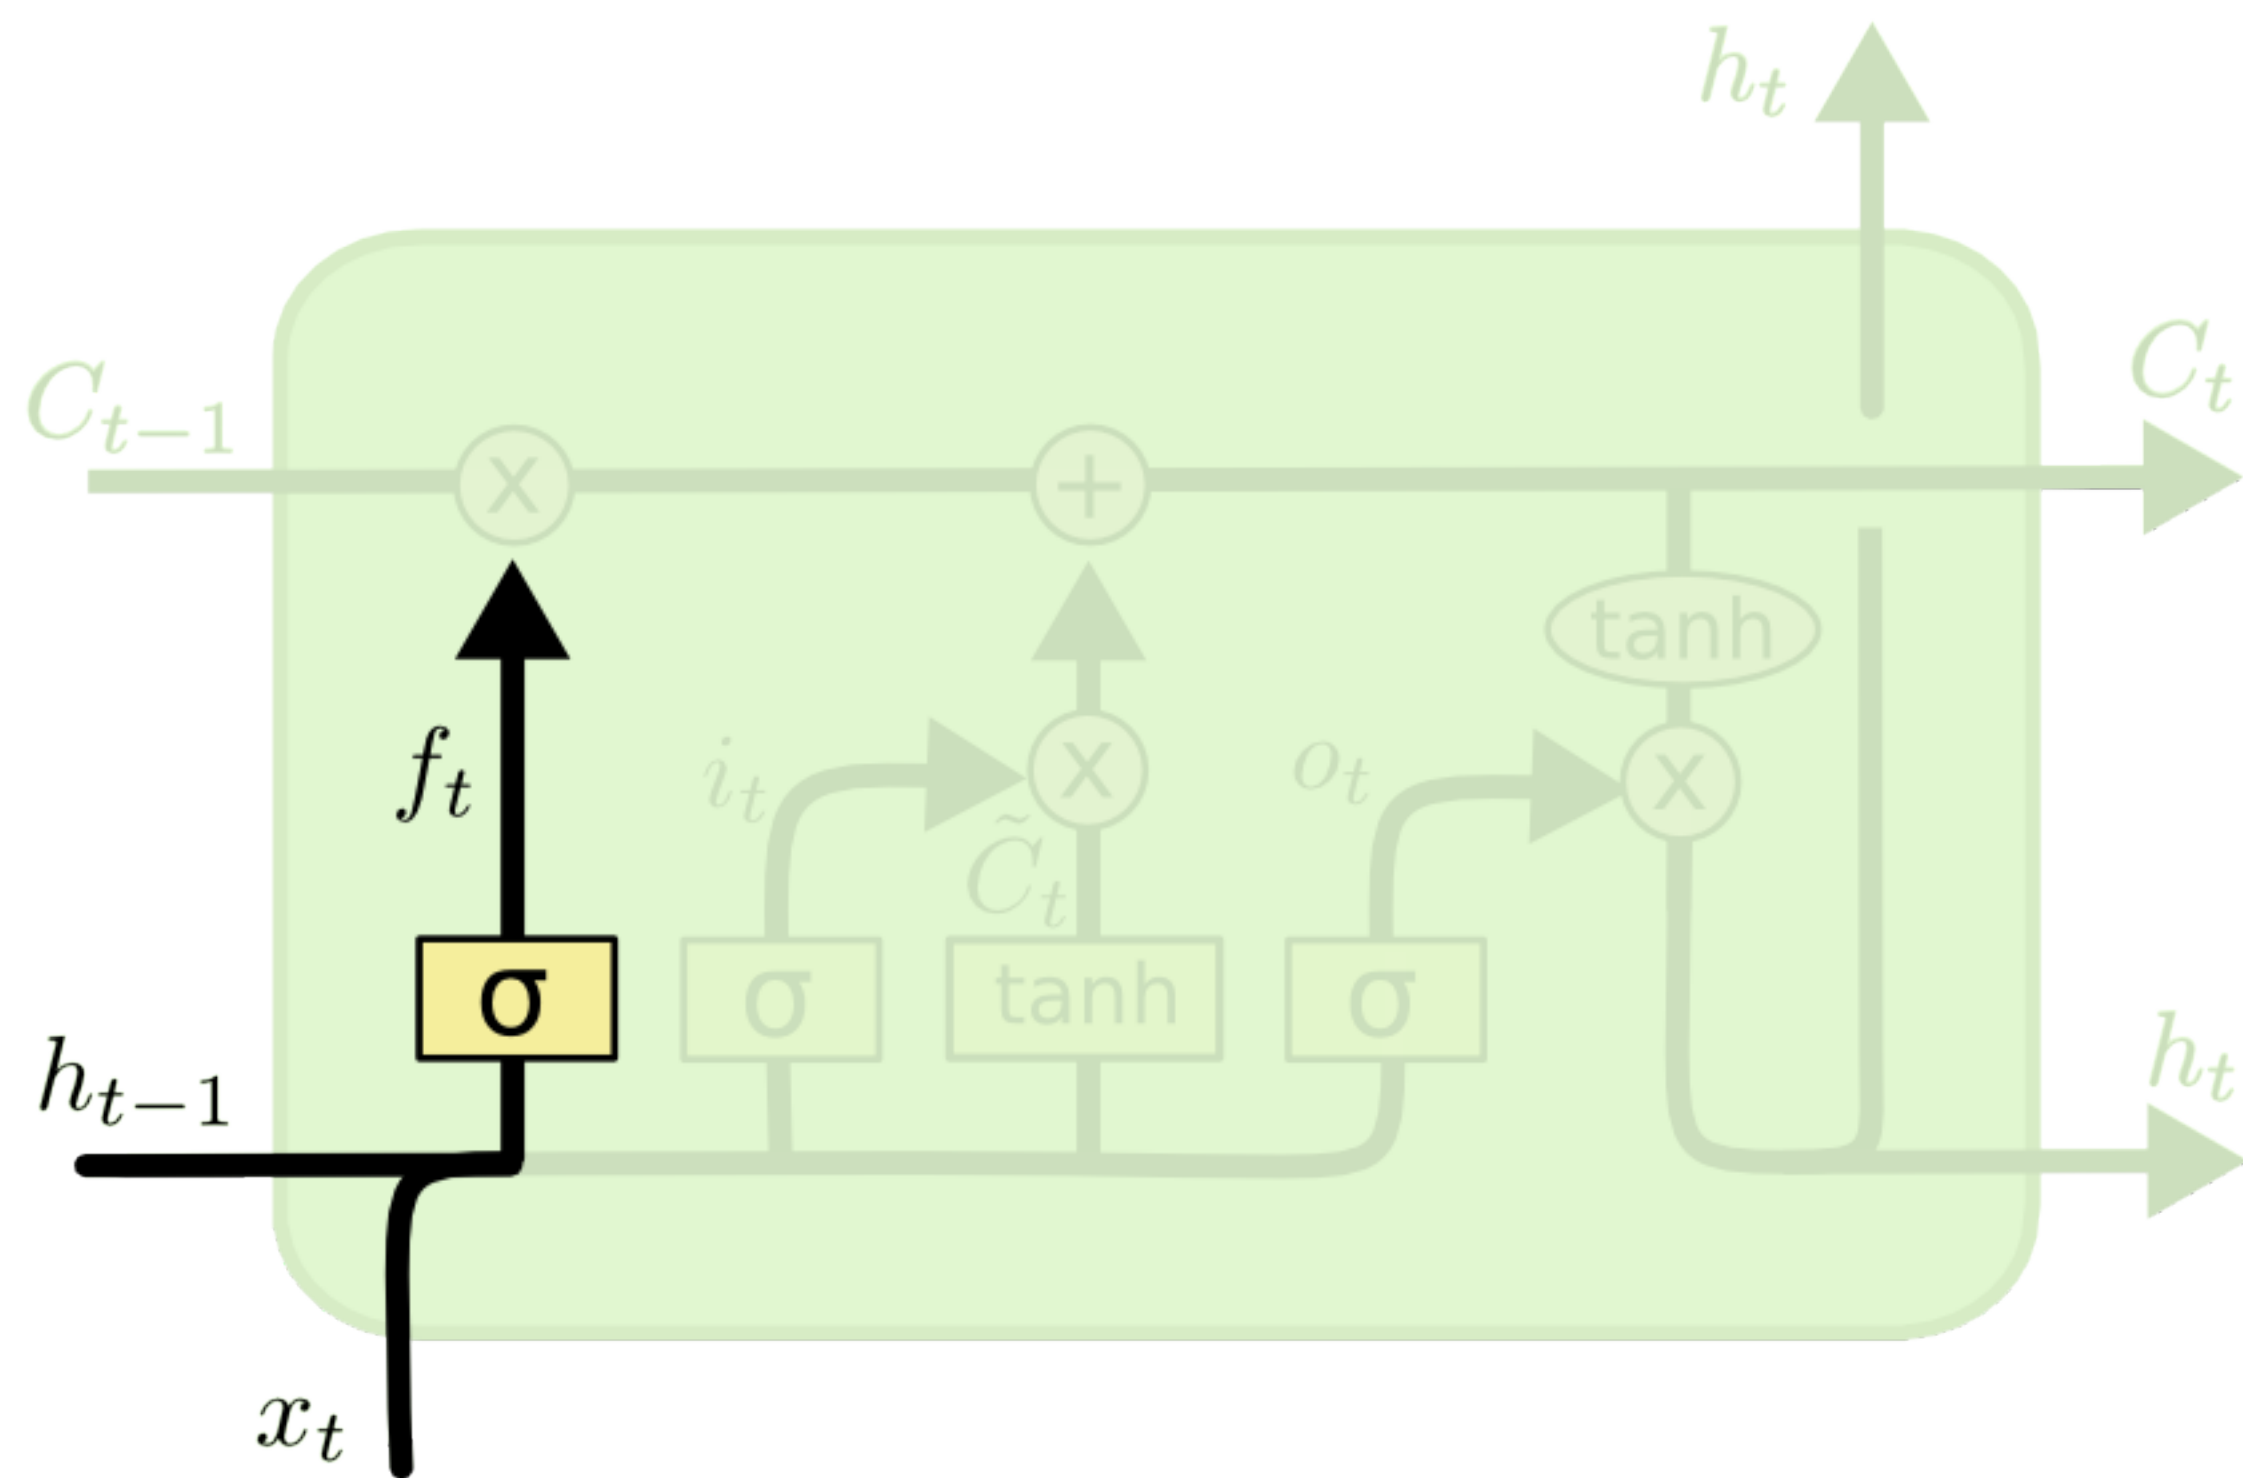 h_t
C_{t-1}
C_t
x
+
tanh
f_t
i_t
x
o_t
x
C̃_t
σ
σ
tanh
σ
h_{t-1}
h_t
x_t